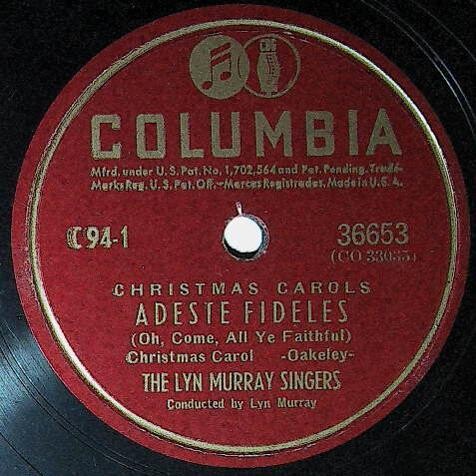 CBS
COLUMBIA
Mfrd. under U.S. Pat. No. 1,702,564 and Pat. Pending. Trade-
Marks Reg. U.S. Pat. Off.-Marcas Registradas. Made in U.S.A.
C 94-1
36653
(CO 33035)
CHRISTMAS CAROLS
ADESTE FIDELES
(Oh, Come, All Ye Faithful)
Christmas Carol -Oakeley-
THE LYN MURRAY SINGERS
Conducted by Lyn Murray